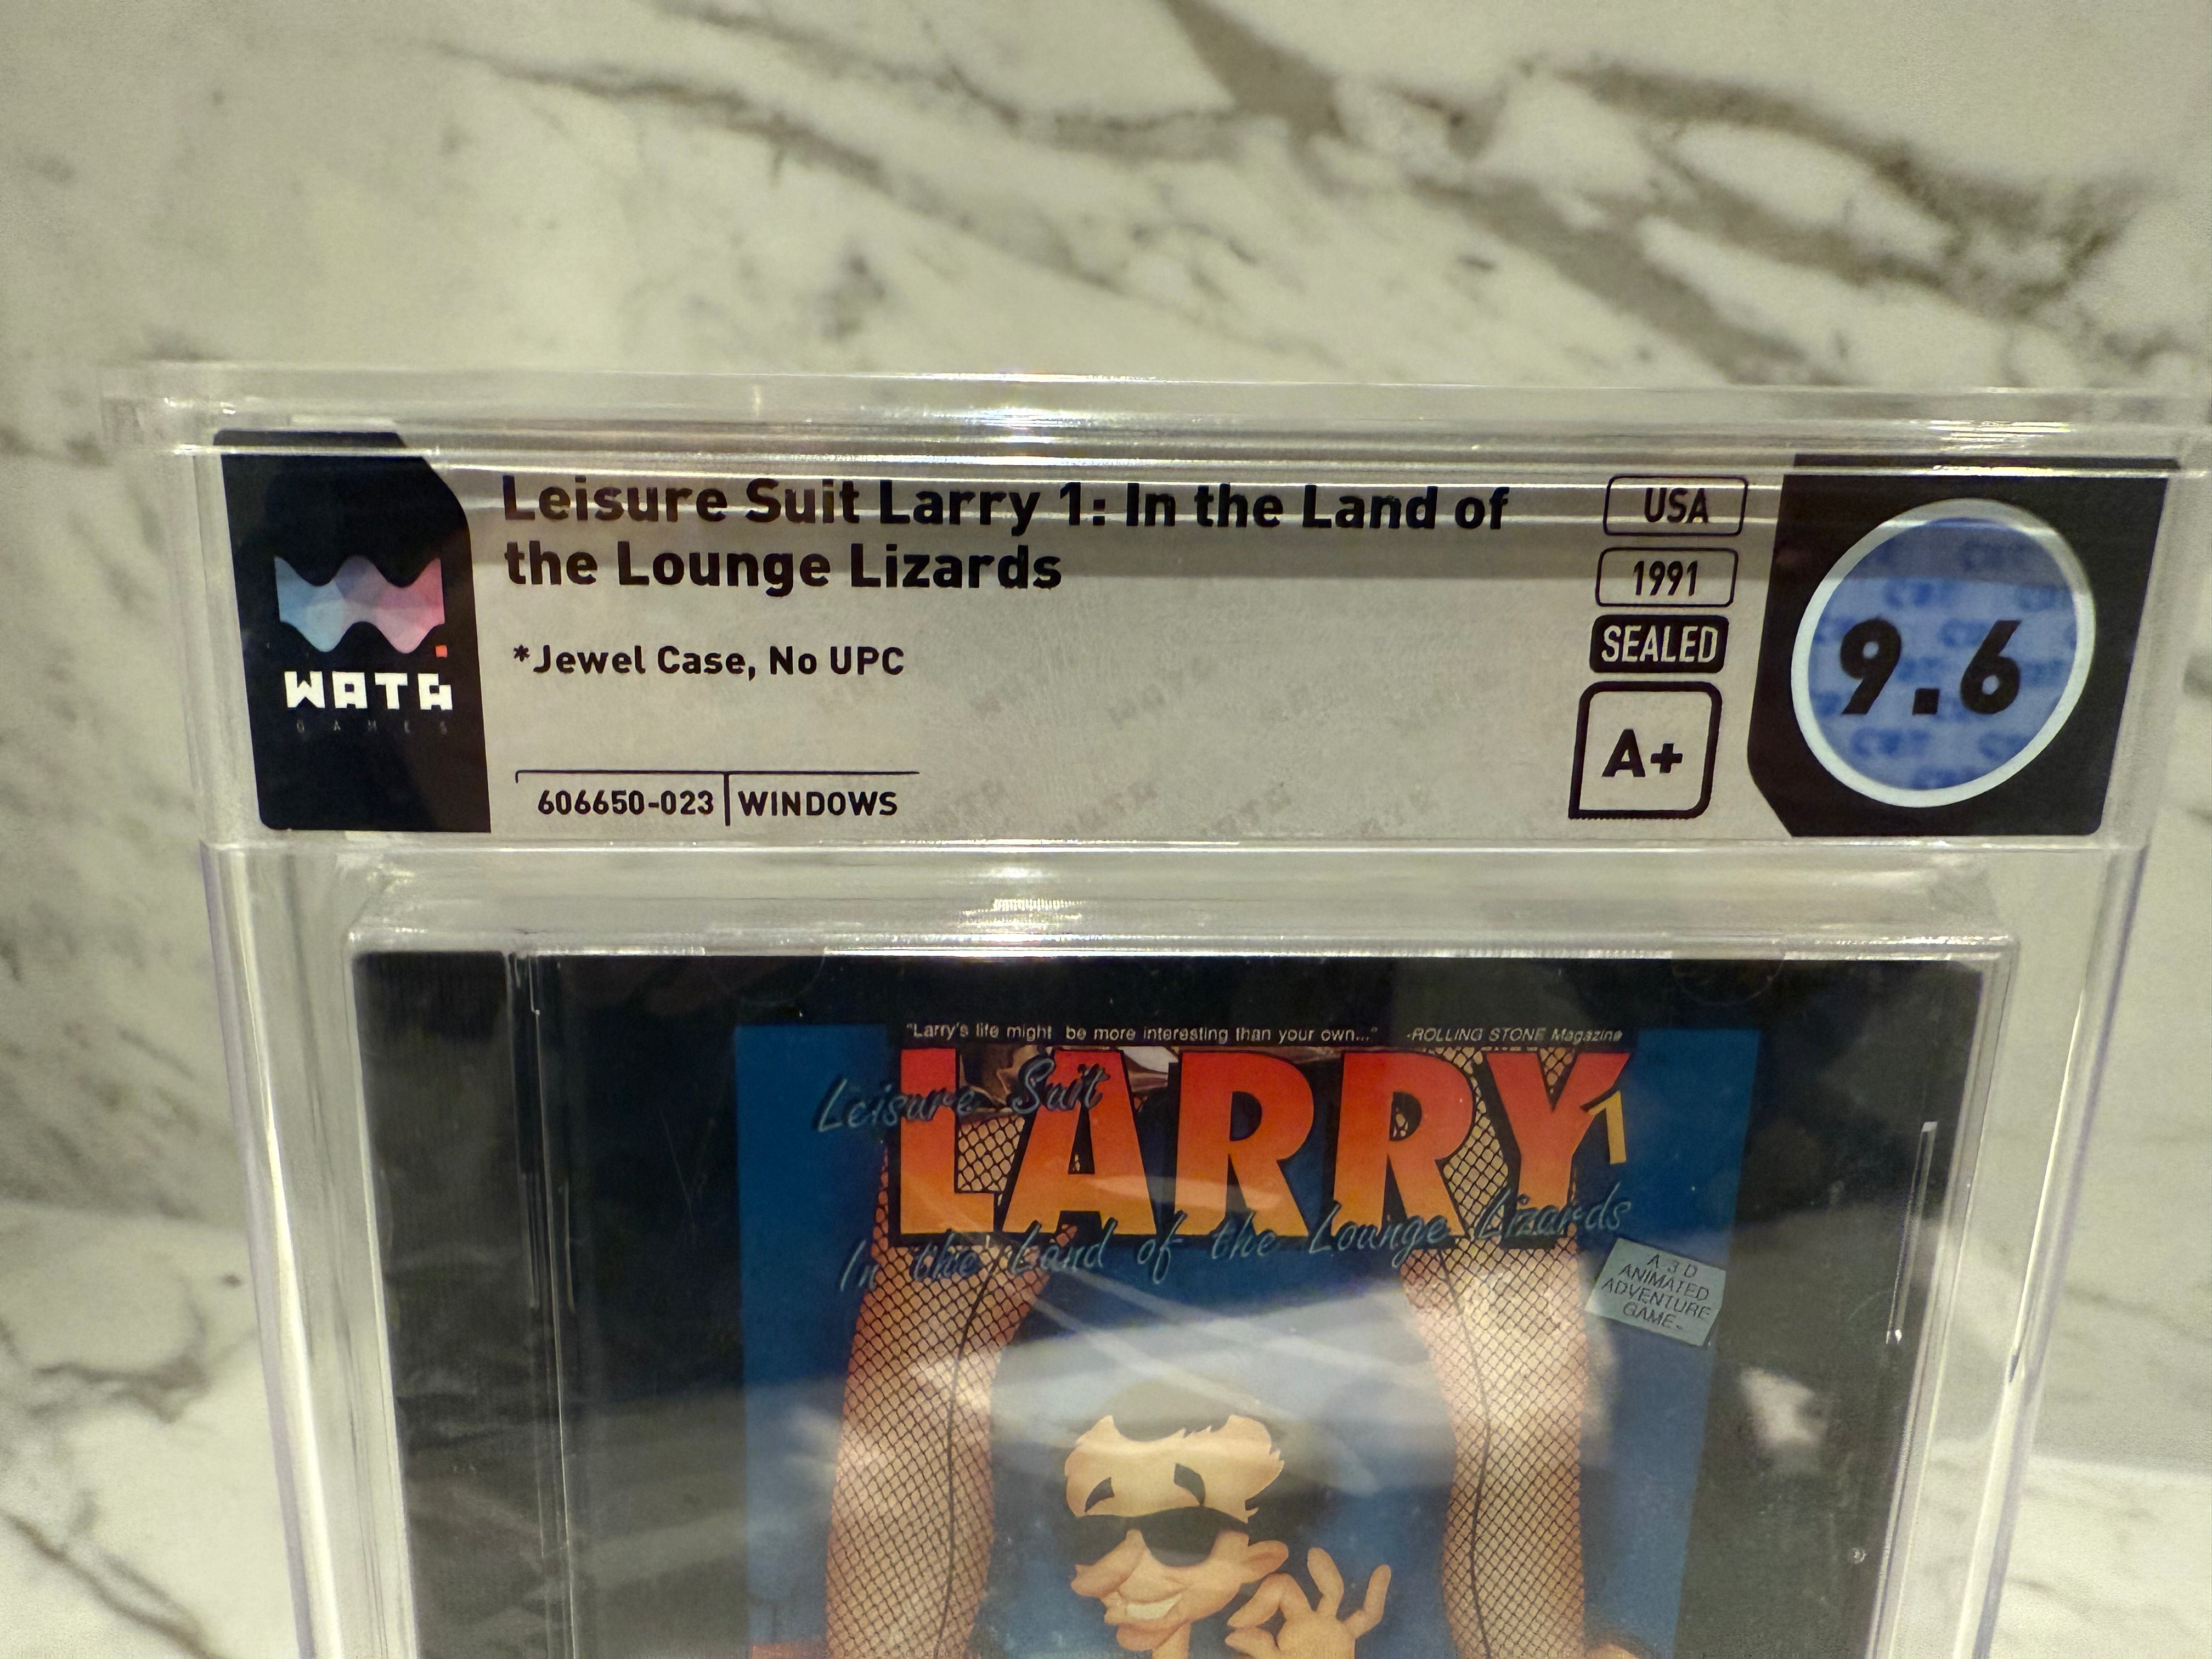 Leisure Suit Larry 1: In the Land of
the Lounge Lizards
*Jewel Case, No UPC
606650-023 WINDOWS
WATA
GAMES
USA
1991
SEALED
A+
9.6
"Larry's life might be more interesting than your own..." -ROLLING STONE Magazine
Leisure Suit
LARRY 1
In the Land of the Lounge Lizards
A 3 D
ANIMATED
ADVENTURE
GAME